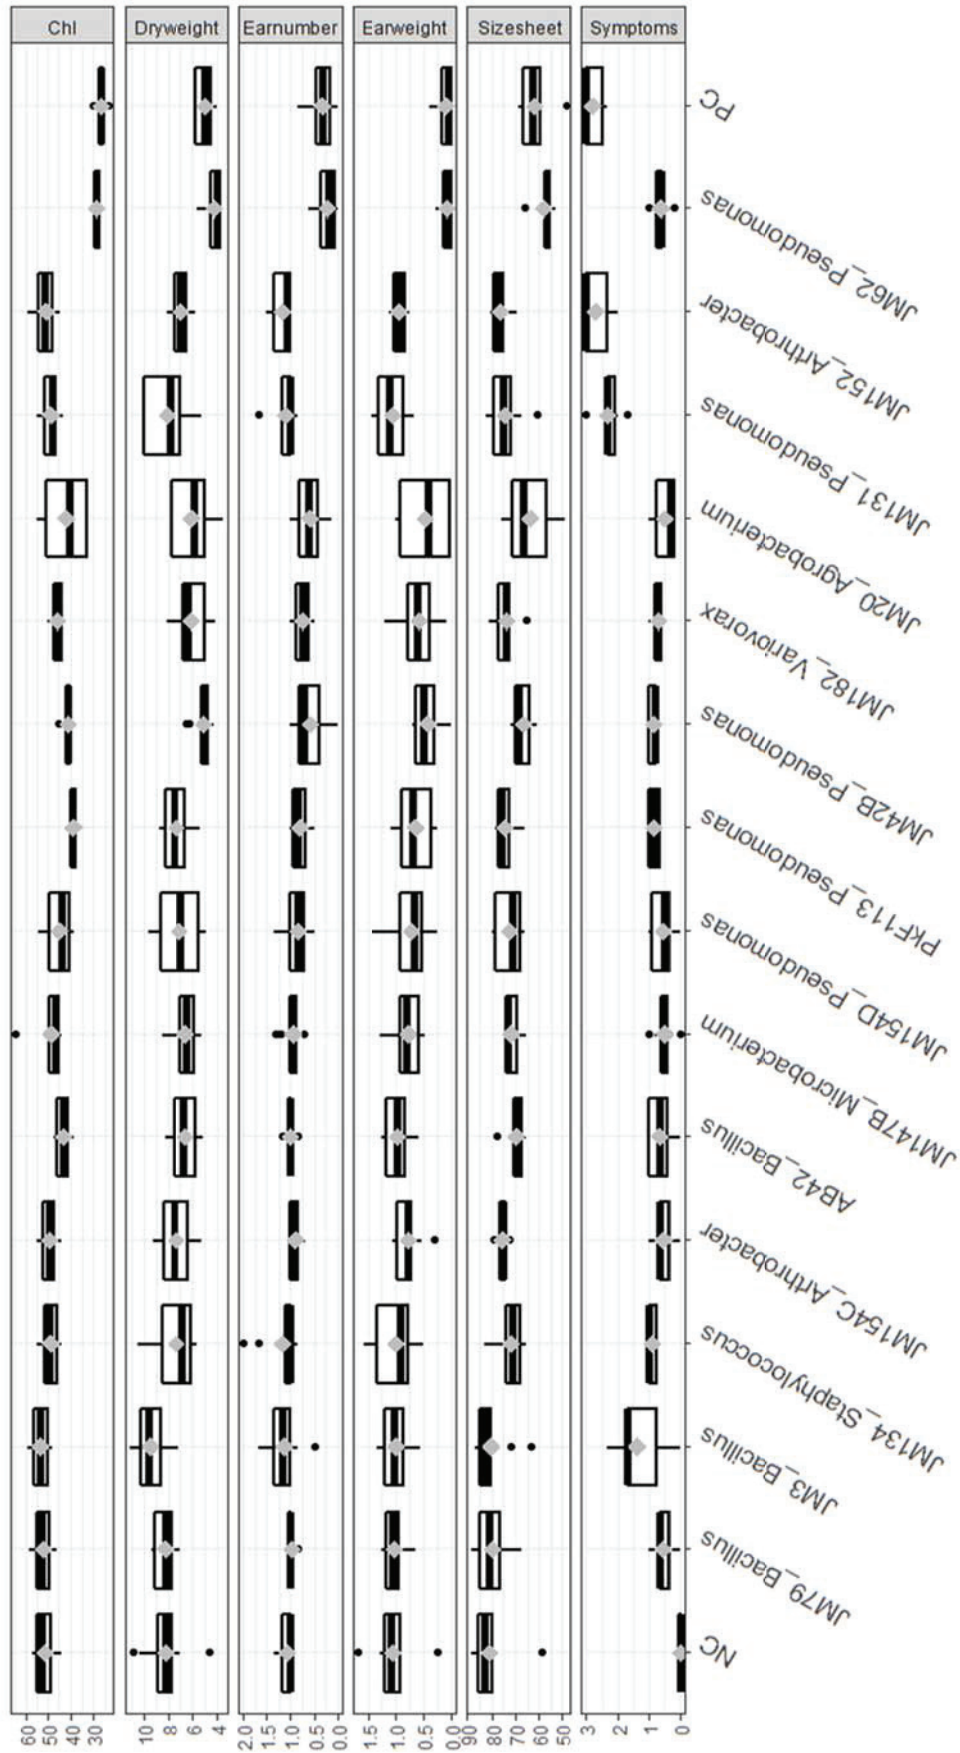 Chl
60
50
40
30
Dryweight
10
8
6
4
Earnumber
2.0
1.5
1.0
0.5
0.0
Earweight
1.5
1.0
0.5
0.0
Sizesheet
90
80
70
60
50
Symptoms
3
2
1
0
NC
JM79_Bacillus
JM3_Bacillus
JM134_Staphylococcus
JM154C_Arthrobacter
AB42_Bacillus
JM147B_Microbacterium
JM154D_Pseudomonas
PkF113_Pseudomonas
JM42B_Pseudomonas
JM182_Variovorax
JM20_Agrobacterium
JM131_Pseudomonas
JM152_Arthrobacter
JM62_Pseudomonas
PC